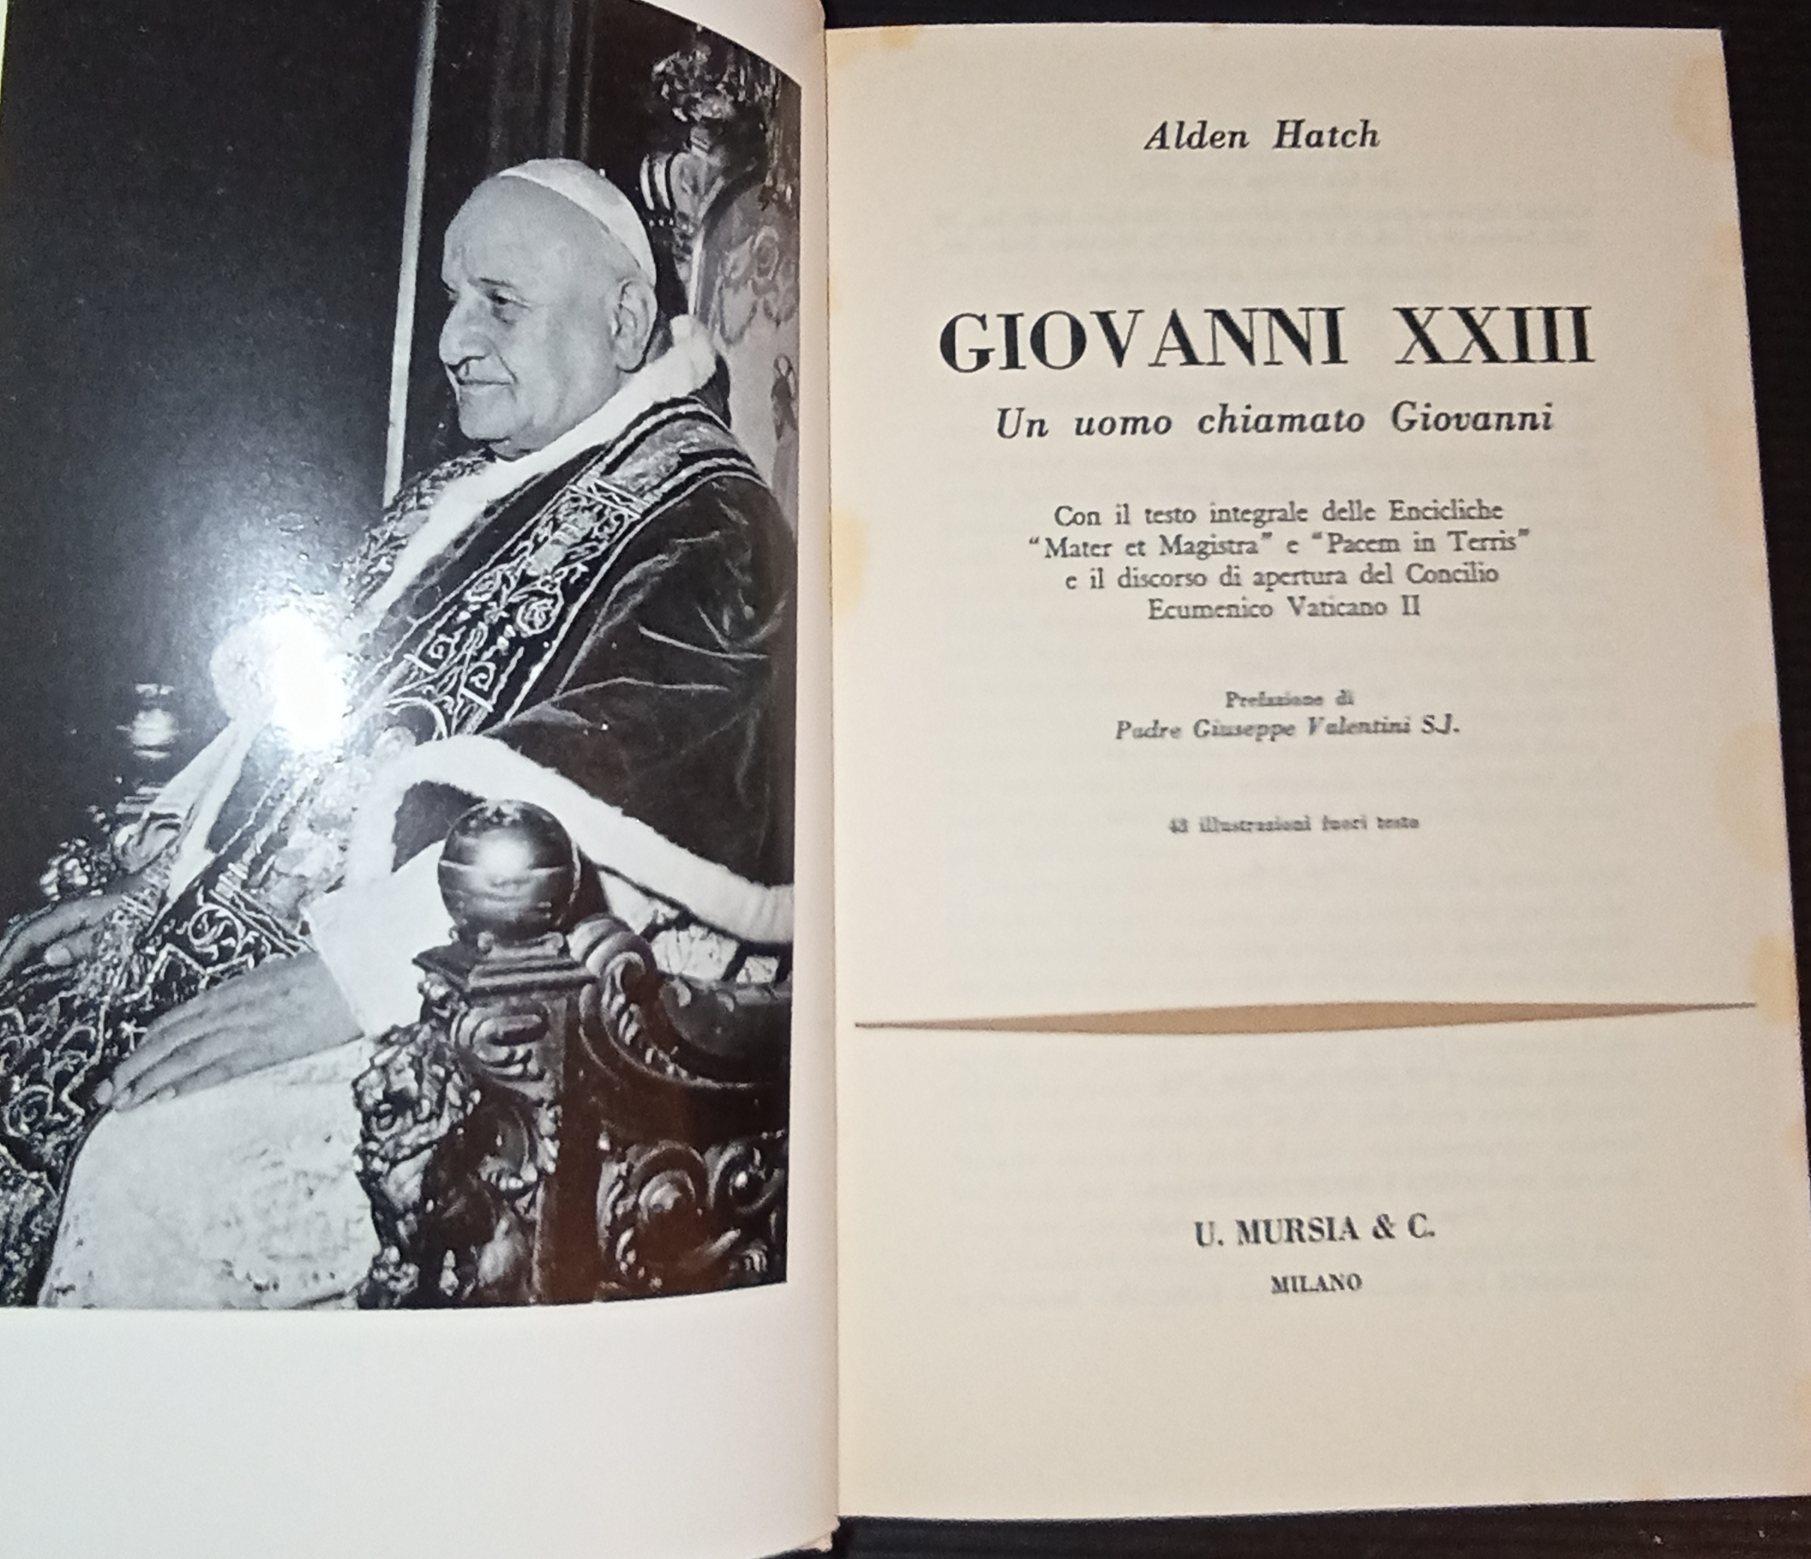 Alden Hatch
GIOVANNI XXIII
Un uomo chiamato Giovanni
Con il testo integrale delle Encicliche
“Mater et Magistra” e “Pacem in Terris”
e il discorso di apertura del Concilio
Ecumenico Vaticano II
Prefazione di
Padre Giuseppe Valentini S.J.
43 illustrazioni fuori testo
U. MURSIA & C.
MILANO